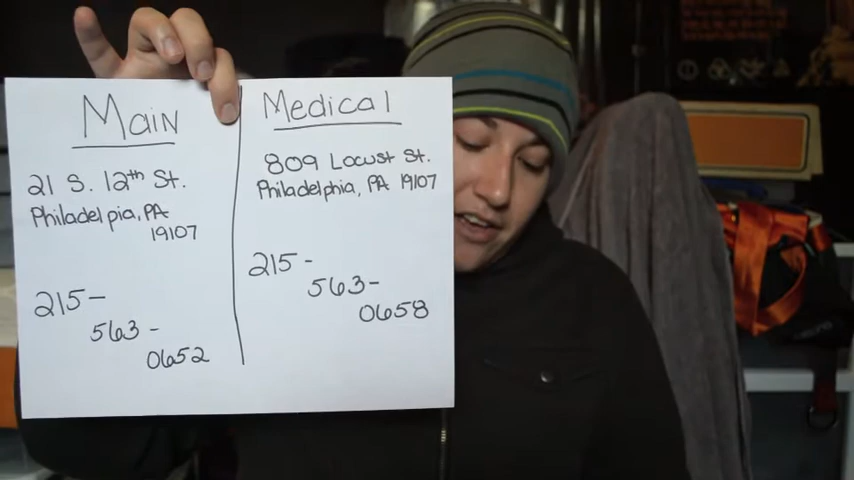 Main
21 S. 12th St.
Philadelpia, PA
19107
215-
563-
0652
Medical
809 Locust St.
Philadelphia, PA 19107
215-
563-
0658